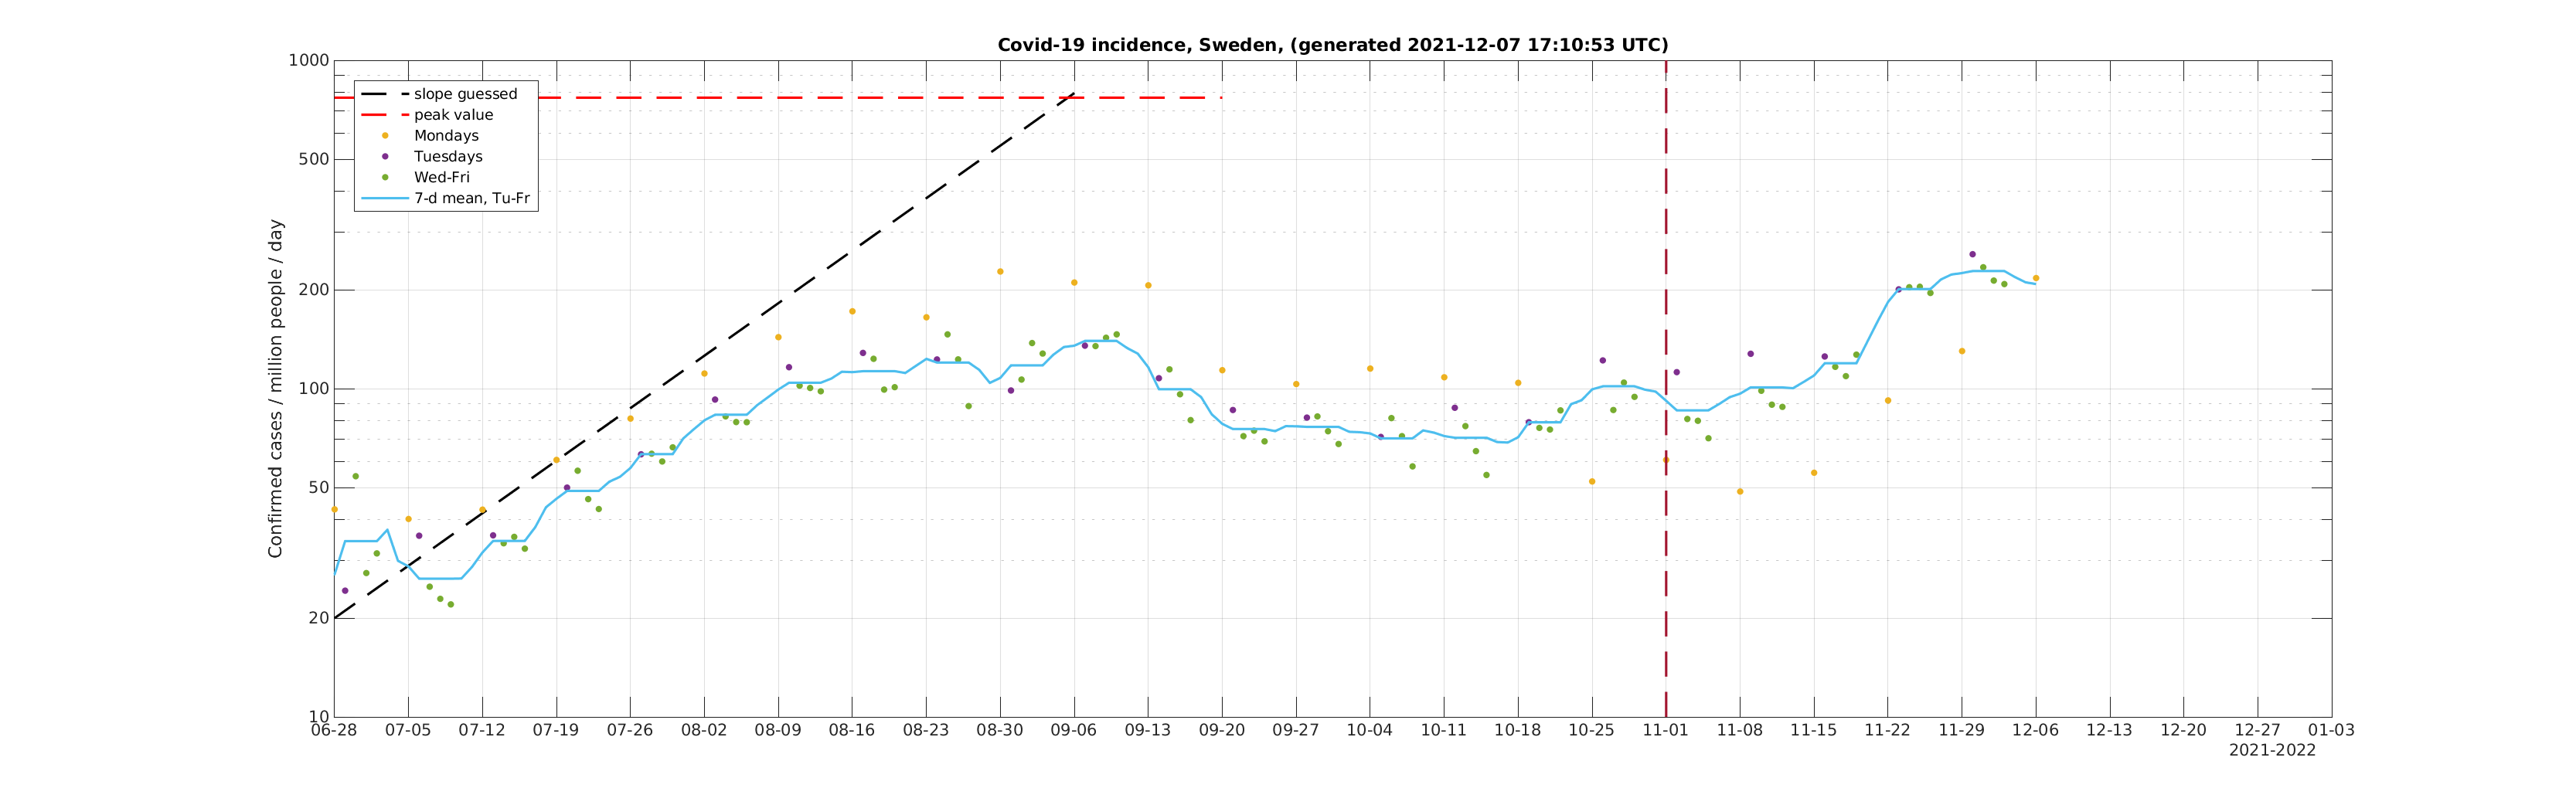 Covid-19 incidence, Sweden, (generated 2021-12-07 17:10:53 UTC)
1000
500
200
100
50
20
10
Confirmed cases / million people / day
slope guessed
peak value
Mondays
Tuesdays
Wed-Fri
7-d mean, Tu-Fr
06-28 07-05 07-12 07-19 07-26 08-02 08-09 08-16 08-23 08-30 09-06 09-13 09-20 09-27 10-04 10-11 10-18 10-25 11-01 11-08 11-15 11-22 11-29 12-06 12-13 12-20 12-27 01-03
2021-2022